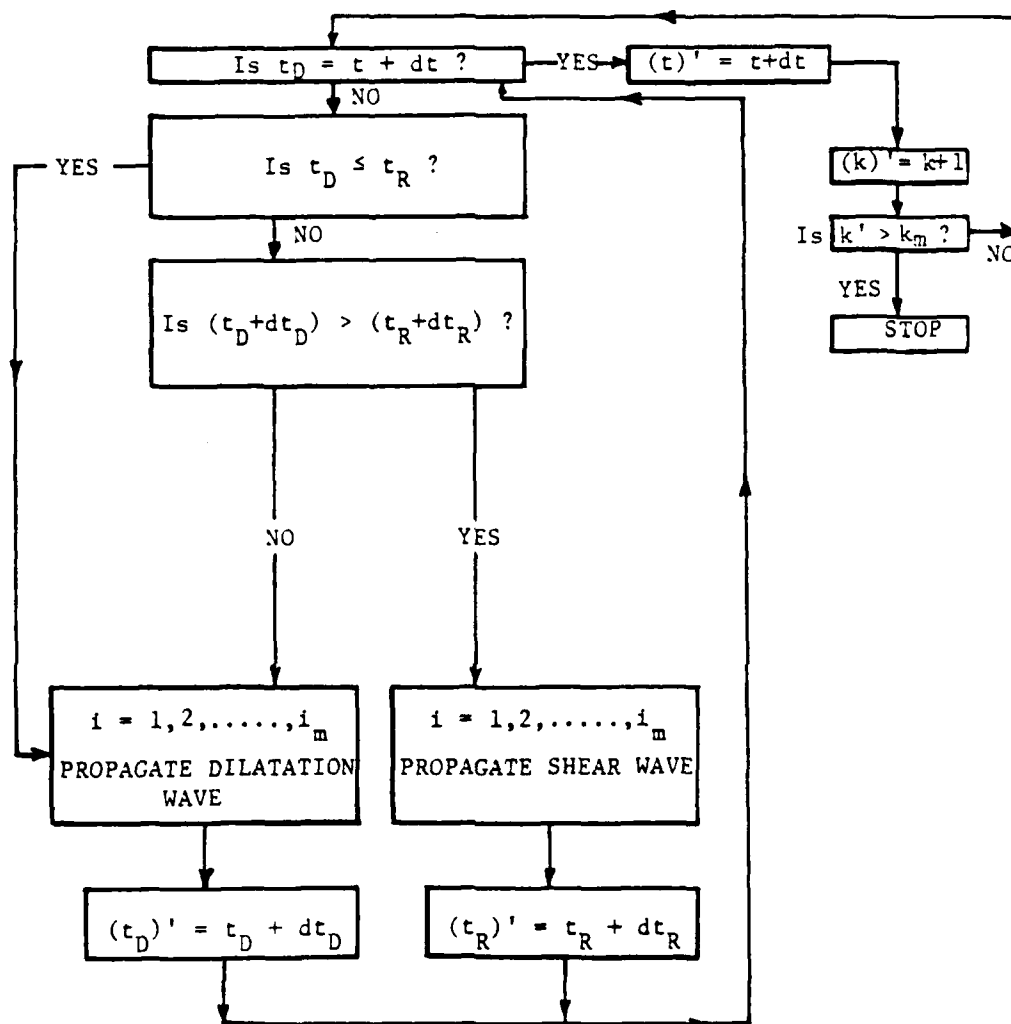 Is t_D = t + dt ?
YES
(t)' = t+dt
NO
Is t_D ≤ t_R ?
YES
(k)' = k+1
NO
Is k' > k_m ?
NO
YES
STOP
Is (t_D+dt_D) > (t_R+dt_R) ?
NO
YES
i = 1,2,.....,i_m
PROPAGATE DILATATION
WAVE
i = 1,2,.....,i_m
PROPAGATE SHEAR WAVE
(t_D)' = t_D + dt_D
(t_R)' = t_R + dt_R